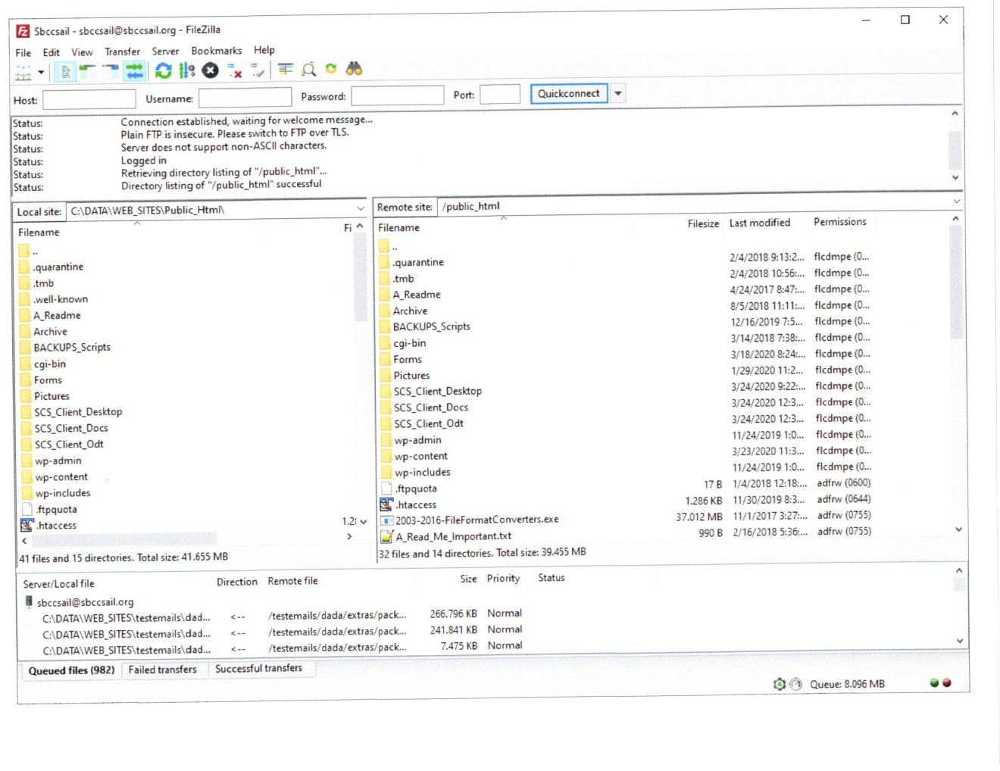 Sbccsail - sbccsail@sbccsail.org - FileZilla
File Edit View Transfer Server Bookmarks Help
Host: Username: Password: Port: Quickconnect
Status: Connection established, waiting for welcome message...
Status: Plain FTP is insecure. Please switch to FTP over TLS.
Status: Server does not support non-ASCII characters.
Status: Logged in
Status: Retrieving directory listing of "/public_html"...
Status: Directory listing of "/public_html" successful
Local site: C:\DATA\WEB_SITES\Public_Html\
Filename Fi
..
.quarantine
.tmb
.well-known
A_Readme
Archive
BACKUPS_Scripts
cgi-bin
Forms
Pictures
SCS_Client_Desktop
SCS_Client_Docs
SCS_Client_Odt
wp-admin
wp-content
wp-includes
.ftpquota
.htaccess 1.2
41 files and 15 directories. Total size: 41.655 MB
Remote site: /public_html
Filename Filesize Last modified Permissions
..
.quarantine 2/4/2018 9:13:2... flcdmpe (0...
.tmb 2/4/2018 10:56:... flcdmpe (0...
A_Readme 4/24/2017 8:47:... flcdmpe (0...
Archive 8/5/2018 11:11:... flcdmpe (0...
BACKUPS_Scripts 12/16/2019 7:5... flcdmpe (0...
cgi-bin 3/14/2018 7:38:... flcdmpe (0...
Forms 3/18/2020 8:24:... flcdmpe (0...
Pictures 1/29/2020 11:2... flcdmpe (0...
SCS_Client_Desktop 3/24/2020 9:22:... flcdmpe (0...
SCS_Client_Docs 3/24/2020 12:3... flcdmpe (0...
SCS_Client_Odt 3/24/2020 12:3... flcdmpe (0...
wp-admin 11/24/2019 1:0... flcdmpe (0...
wp-content 3/23/2020 11:3... flcdmpe (0...
wp-includes 11/24/2019 1:0... flcdmpe (0...
.ftpquota 17 B 1/4/2018 12:18:... adfrw (0600)
.htaccess 1.286 KB 11/30/2019 8:3... adfrw (0644)
2003-2016-FileFormatConverters.exe 37.012 MB 11/1/2017 3:27:... adfrw (0755)
A_Read_Me_Important.txt 990 B 2/16/2018 5:36:... adfrw (0755)
32 files and 14 directories. Total size: 39.455 MB
Server/Local file Direction Remote file Size Priority Status
sbccsail@sbccsail.org
C:\DATA\WEB_SITES\testemails\dad... <-- /testemails/dada/extras/pack... 266.796 KB Normal
C:\DATA\WEB_SITES\testemails\dad... <-- /testemails/dada/extras/pack... 241.841 KB Normal
C:\DATA\WEB_SITES\testemails\dad... <-- /testemails/dada/extras/pack... 7.475 KB Normal
Queued files (982) Failed transfers Successful transfers
Queue: 8.096 MB